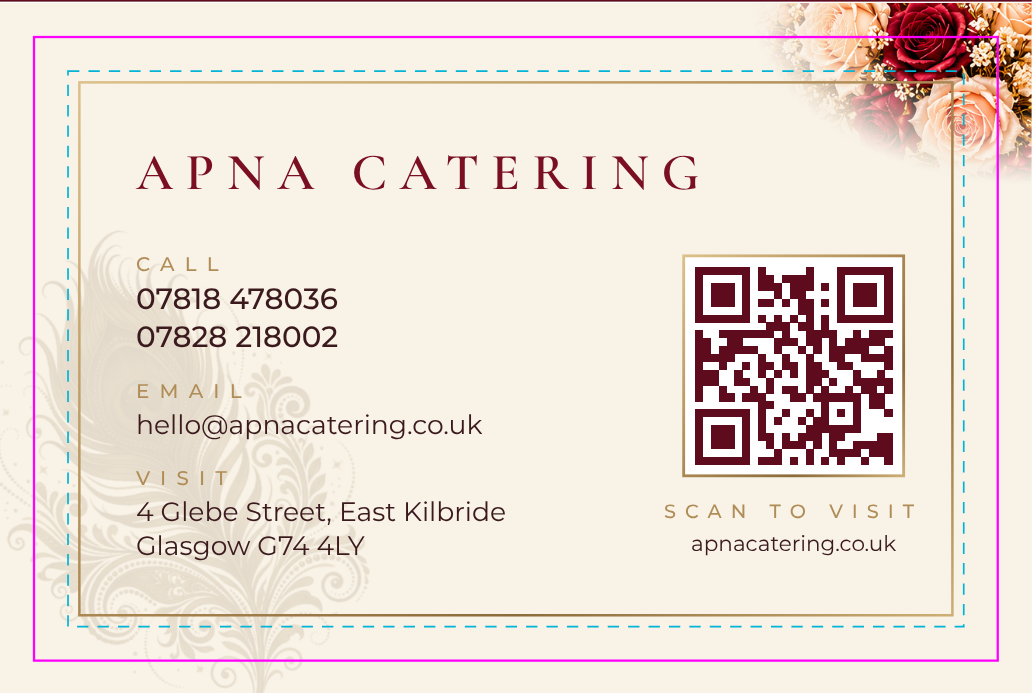 APNA CATERING
CALL
07818 478036
07828 218002
EMAIL
hello@apnacatering.co.uk
VISIT
4 Glebe Street, East Kilbride
Glasgow G74 4LY
SCAN TO VISIT
apnacatering.co.uk